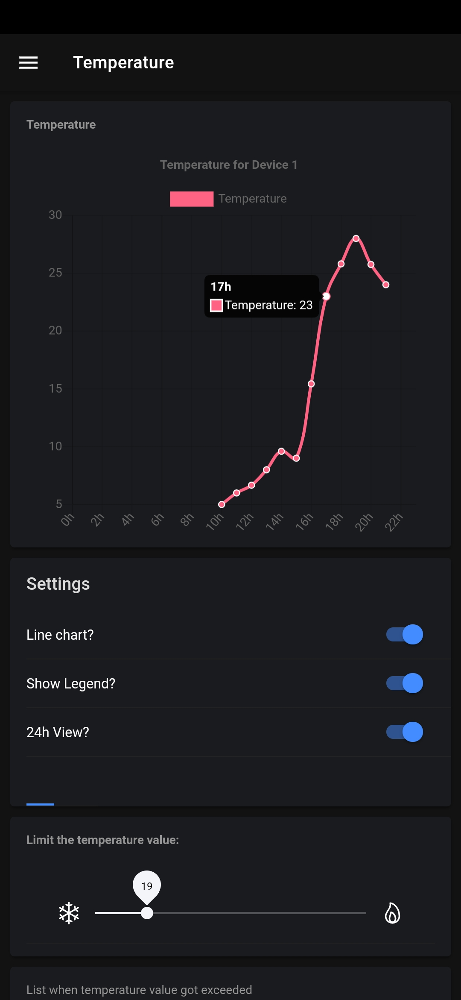 Temperature
Temperature
Temperature for Device 1
Temperature
30
25
20
15
10
5
17h
Temperature: 23
0h 2h 4h 6h 8h 10h 12h 14h 16h 18h 20h 22h
Settings
Line chart?
Show Legend?
24h View?
Limit the temperature value:
19
List when temperature value got exceeded